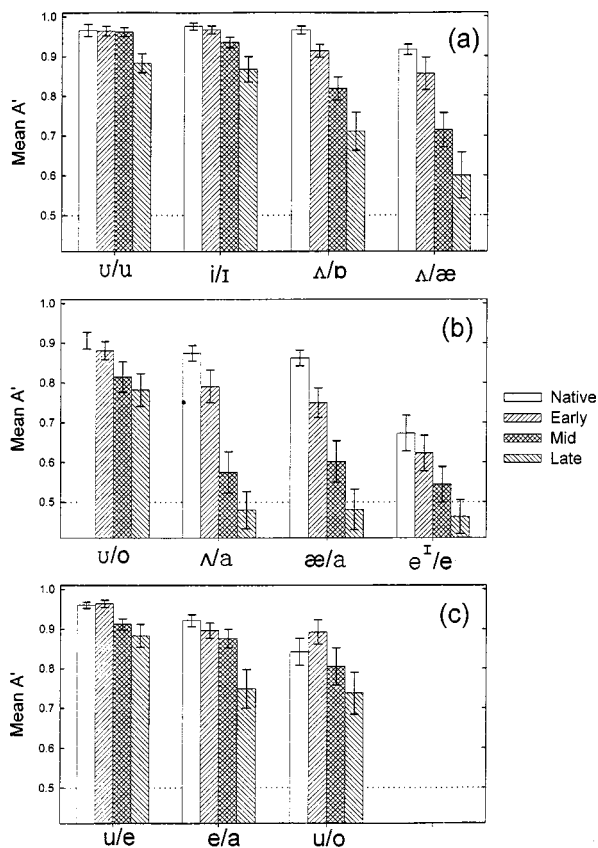 (a)
Mean A'
1.0
0.9
0.8
0.7
0.6
0.5
ʊ/u
i/ɪ
ʌ/ɒ
ʌ/æ
(b)
Mean A'
1.0
0.9
0.8
0.7
0.6
0.5
ʊ/o
ʌ/a
æ/a
eᴵ/e
Native
Early
Mid
Late
(c)
Mean A'
1.0
0.9
0.8
0.7
0.6
0.5
u/e
e/a
u/o